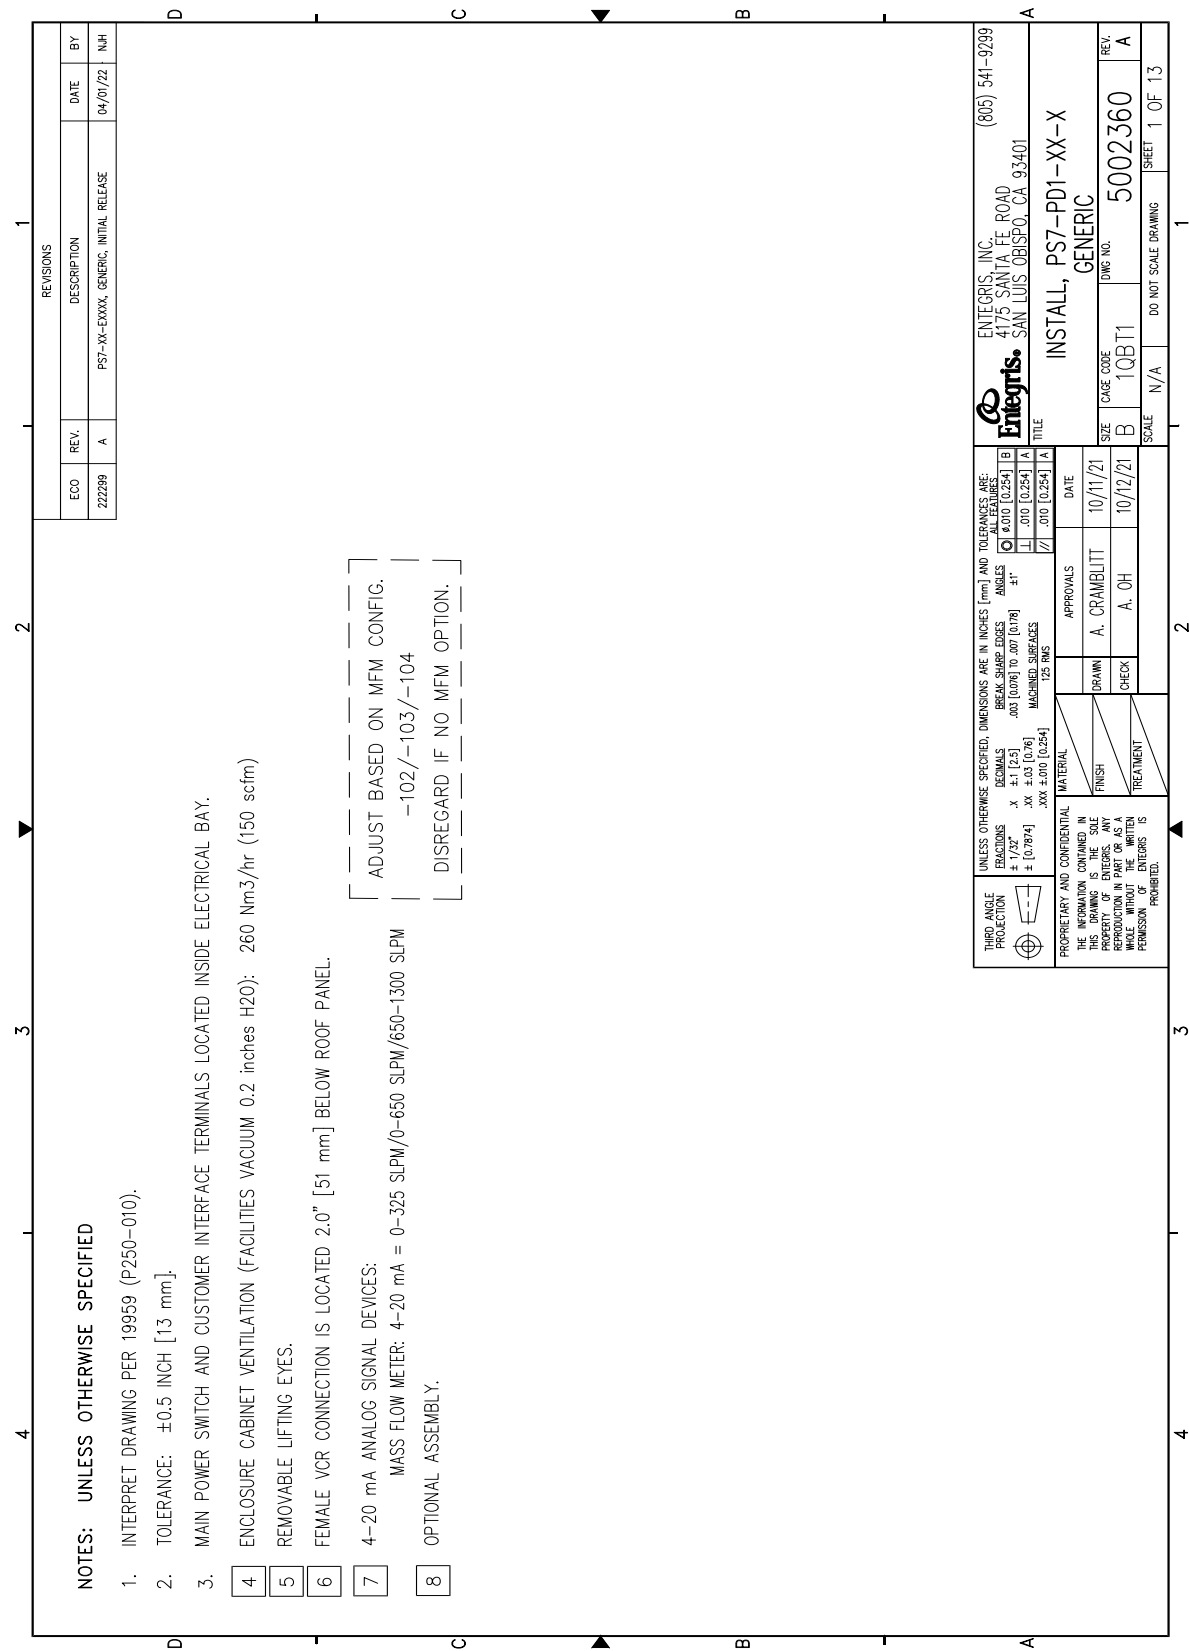 4
3
2
1
D
C
B
A
REVISIONS
ECO REV. DESCRIPTION DATE BY
222299 A PS7-XX-EXXX, GENERIC, INITIAL RELEASE 04/01/22 NJH
NOTES: UNLESS OTHERWISE SPECIFIED
1. INTERPRET DRAWING PER 19959 (P250-010).
2. TOLERANCE: ±0.5 INCH [13 mm].
3. MAIN POWER SWITCH AND CUSTOMER INTERFACE TERMINALS LOCATED INSIDE ELECTRICAL BAY.
4 ENCLOSURE CABINET VENTILATION (FACILITIES VACUUM 0.2 inches H2O): 260 Nm3/hr (150 scfm)
5 REMOVABLE LIFTING EYES.
6 FEMALE VCR CONNECTION IS LOCATED 2.0" [51 mm] BELOW ROOF PANEL.
7 4-20 mA ANALOG SIGNAL DEVICES:
MASS FLOW METER: 4-20 mA = 0-325 SLPM/0-650 SLPM/650-1300 SLPM
8 OPTIONAL ASSEMBLY.
ADJUST BASED ON MFM CONFIG.
-102/-103/-104
DISREGARD IF NO MFM OPTION.
THIRD ANGLE
PROJECTION
UNLESS OTHERWISE SPECIFIED, DIMENSIONS ARE IN INCHES [mm] AND TOLERANCES ARE:
FRACTIONS
± 1/32"
± [0.7874]
DECIMALS
.X ±.1 [2.5]
.XX ±.03 [0.76]
.XXX ±.010 [0.254]
BREAK SHARP EDGES
.003 [0.076] TO .007 [0.178]
MACHINED SURFACES
125 RMS
ANGLES
±1°
ALL FEATURES
◎ ⌀.010 [0.254] B
⊥ .010 [0.254] A
// .010 [0.254] A
PROPRIETARY AND CONFIDENTIAL
THE INFORMATION CONTAINED IN
THIS DRAWING IS THE SOLE
PROPERTY OF ENTEGRIS. ANY
REPRODUCTION IN PART OR AS A
WHOLE WITHOUT THE WRITTEN
PERMISSION OF ENTEGRIS IS
PROHIBITED.
MATERIAL
FINISH
TREATMENT
APPROVALS DATE
DRAWN A. CRAMBLITT 10/11/21
CHECK A. OH 10/12/21
Entegris
ENTEGRIS, INC. (805) 541-9299
4175 SANTA FE ROAD
SAN LUIS OBISPO, CA 93401
TITLE
INSTALL, PS7-PD1-XX-X
GENERIC
SIZE
B
CAGE CODE
1QBT1
DWG NO.
5002360
REV.
A
SCALE N/A
DO NOT SCALE DRAWING
SHEET 1 OF 13
D
C
B
A
4
3
2
1